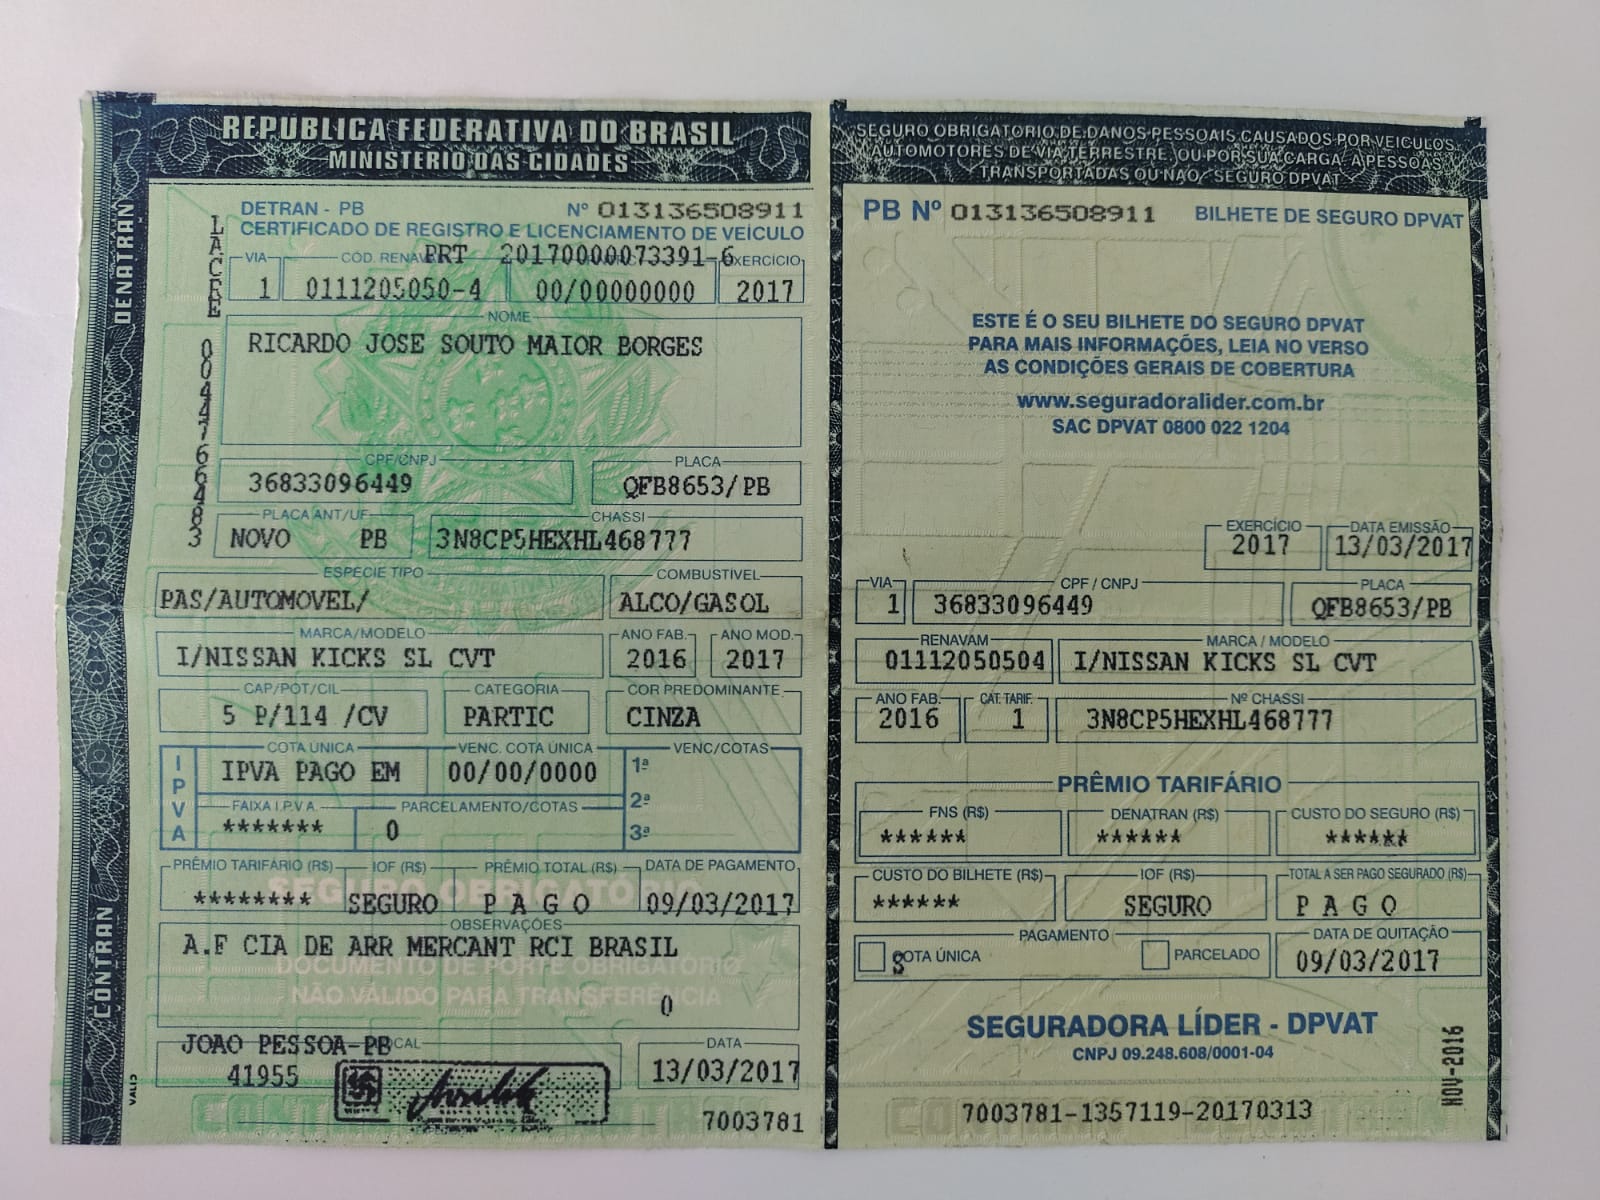 REPUBLICA FEDERATIVA DO BRASIL
MINISTERIO DAS CIDADES
DENATRAN
CONTRAN
LACRE 00447664883
DETRAN - PB Nº 013136508911
CERTIFICADO DE REGISTRO E LICENCIAMENTO DE VEÍCULO
PRT 20170000073391-6
VIA CÓD. RENAVAM EXERCÍCIO
1 0111205050-4 00/00000000 2017
NOME
RICARDO JOSE SOUTO MAIOR BORGES
CPF/CNPJ PLACA
36833096449 QFB8653/PB
PLACA ANT/UF CHASSI
NOVO PB 3N8CP5HEXHL468777
ESPÉCIE TIPO COMBUSTÍVEL
PAS/AUTOMOVEL/ ALCO/GASOL
MARCA/MODELO ANO FAB. ANO MOD.
I/NISSAN KICKS SL CVT 2016 2017
CAP/POT/CIL CATEGORIA COR PREDOMINANTE
5 P/114 /CV PARTIC CINZA
IPVA
COTA ÚNICA VENC. COTA ÚNICA VENC/COTAS
IPVA PAGO EM 00/00/0000 1ª
FAIXA I.P.V.A. PARCELAMENTO/COTAS 2ª
******* 0 3ª
PRÊMIO TARIFÁRIO (R$) IOF (R$) PRÊMIO TOTAL (R$) DATA DE PAGAMENTO
SEGURO OBRIGATÓRIO
******** SEGURO P A G O 09/03/2017
OBSERVAÇÕES
A.F CIA DE ARR MERCANT RCI BRASIL
DOCUMENTO DE PORTE OBRIGATÓRIO
NÃO VÁLIDO PARA TRANSFERÊNCIA
0
JOAO PESSOA-PB LOCAL DATA
41955 13/03/2017
7003781
SEGURO OBRIGATORIO DE DANOS PESSOAIS CAUSADOS POR VEICULOS
AUTOMOTORES DE VIA TERRESTRE, OU POR SUA CARGA, A PESSOAS
TRANSPORTADAS OU NÃO, SEGURO DPVAT
PB Nº 013136508911 BILHETE DE SEGURO DPVAT
ESTE É O SEU BILHETE DO SEGURO DPVAT
PARA MAIS INFORMAÇÕES, LEIA NO VERSO
AS CONDIÇÕES GERAIS DE COBERTURA
www.seguradoralider.com.br
SAC DPVAT 0800 022 1204
EXERCÍCIO DATA EMISSÃO
2017 13/03/2017
VIA CPF / CNPJ PLACA
1 36833096449 QFB8653/PB
RENAVAM MARCA / MODELO
01112050504 I/NISSAN KICKS SL CVT
ANO FAB. CAT. TARIF. Nº CHASSI
2016 1 3N8CP5HEXHL468777
PRÊMIO TARIFÁRIO
FNS (R$) DENATRAN (R$) CUSTO DO SEGURO (R$)
****** ****** ******
CUSTO DO BILHETE (R$) IOF (R$) TOTAL A SER PAGO SEGURADO (R$)
****** SEGURO P A G O
PAGAMENTO DATA DE QUITAÇÃO
S COTA ÚNICA PARCELADO 09/03/2017
SEGURADORA LÍDER - DPVAT
CNPJ 09.248.608/0001-04
7003781-1357119-20170313
NOV-2016